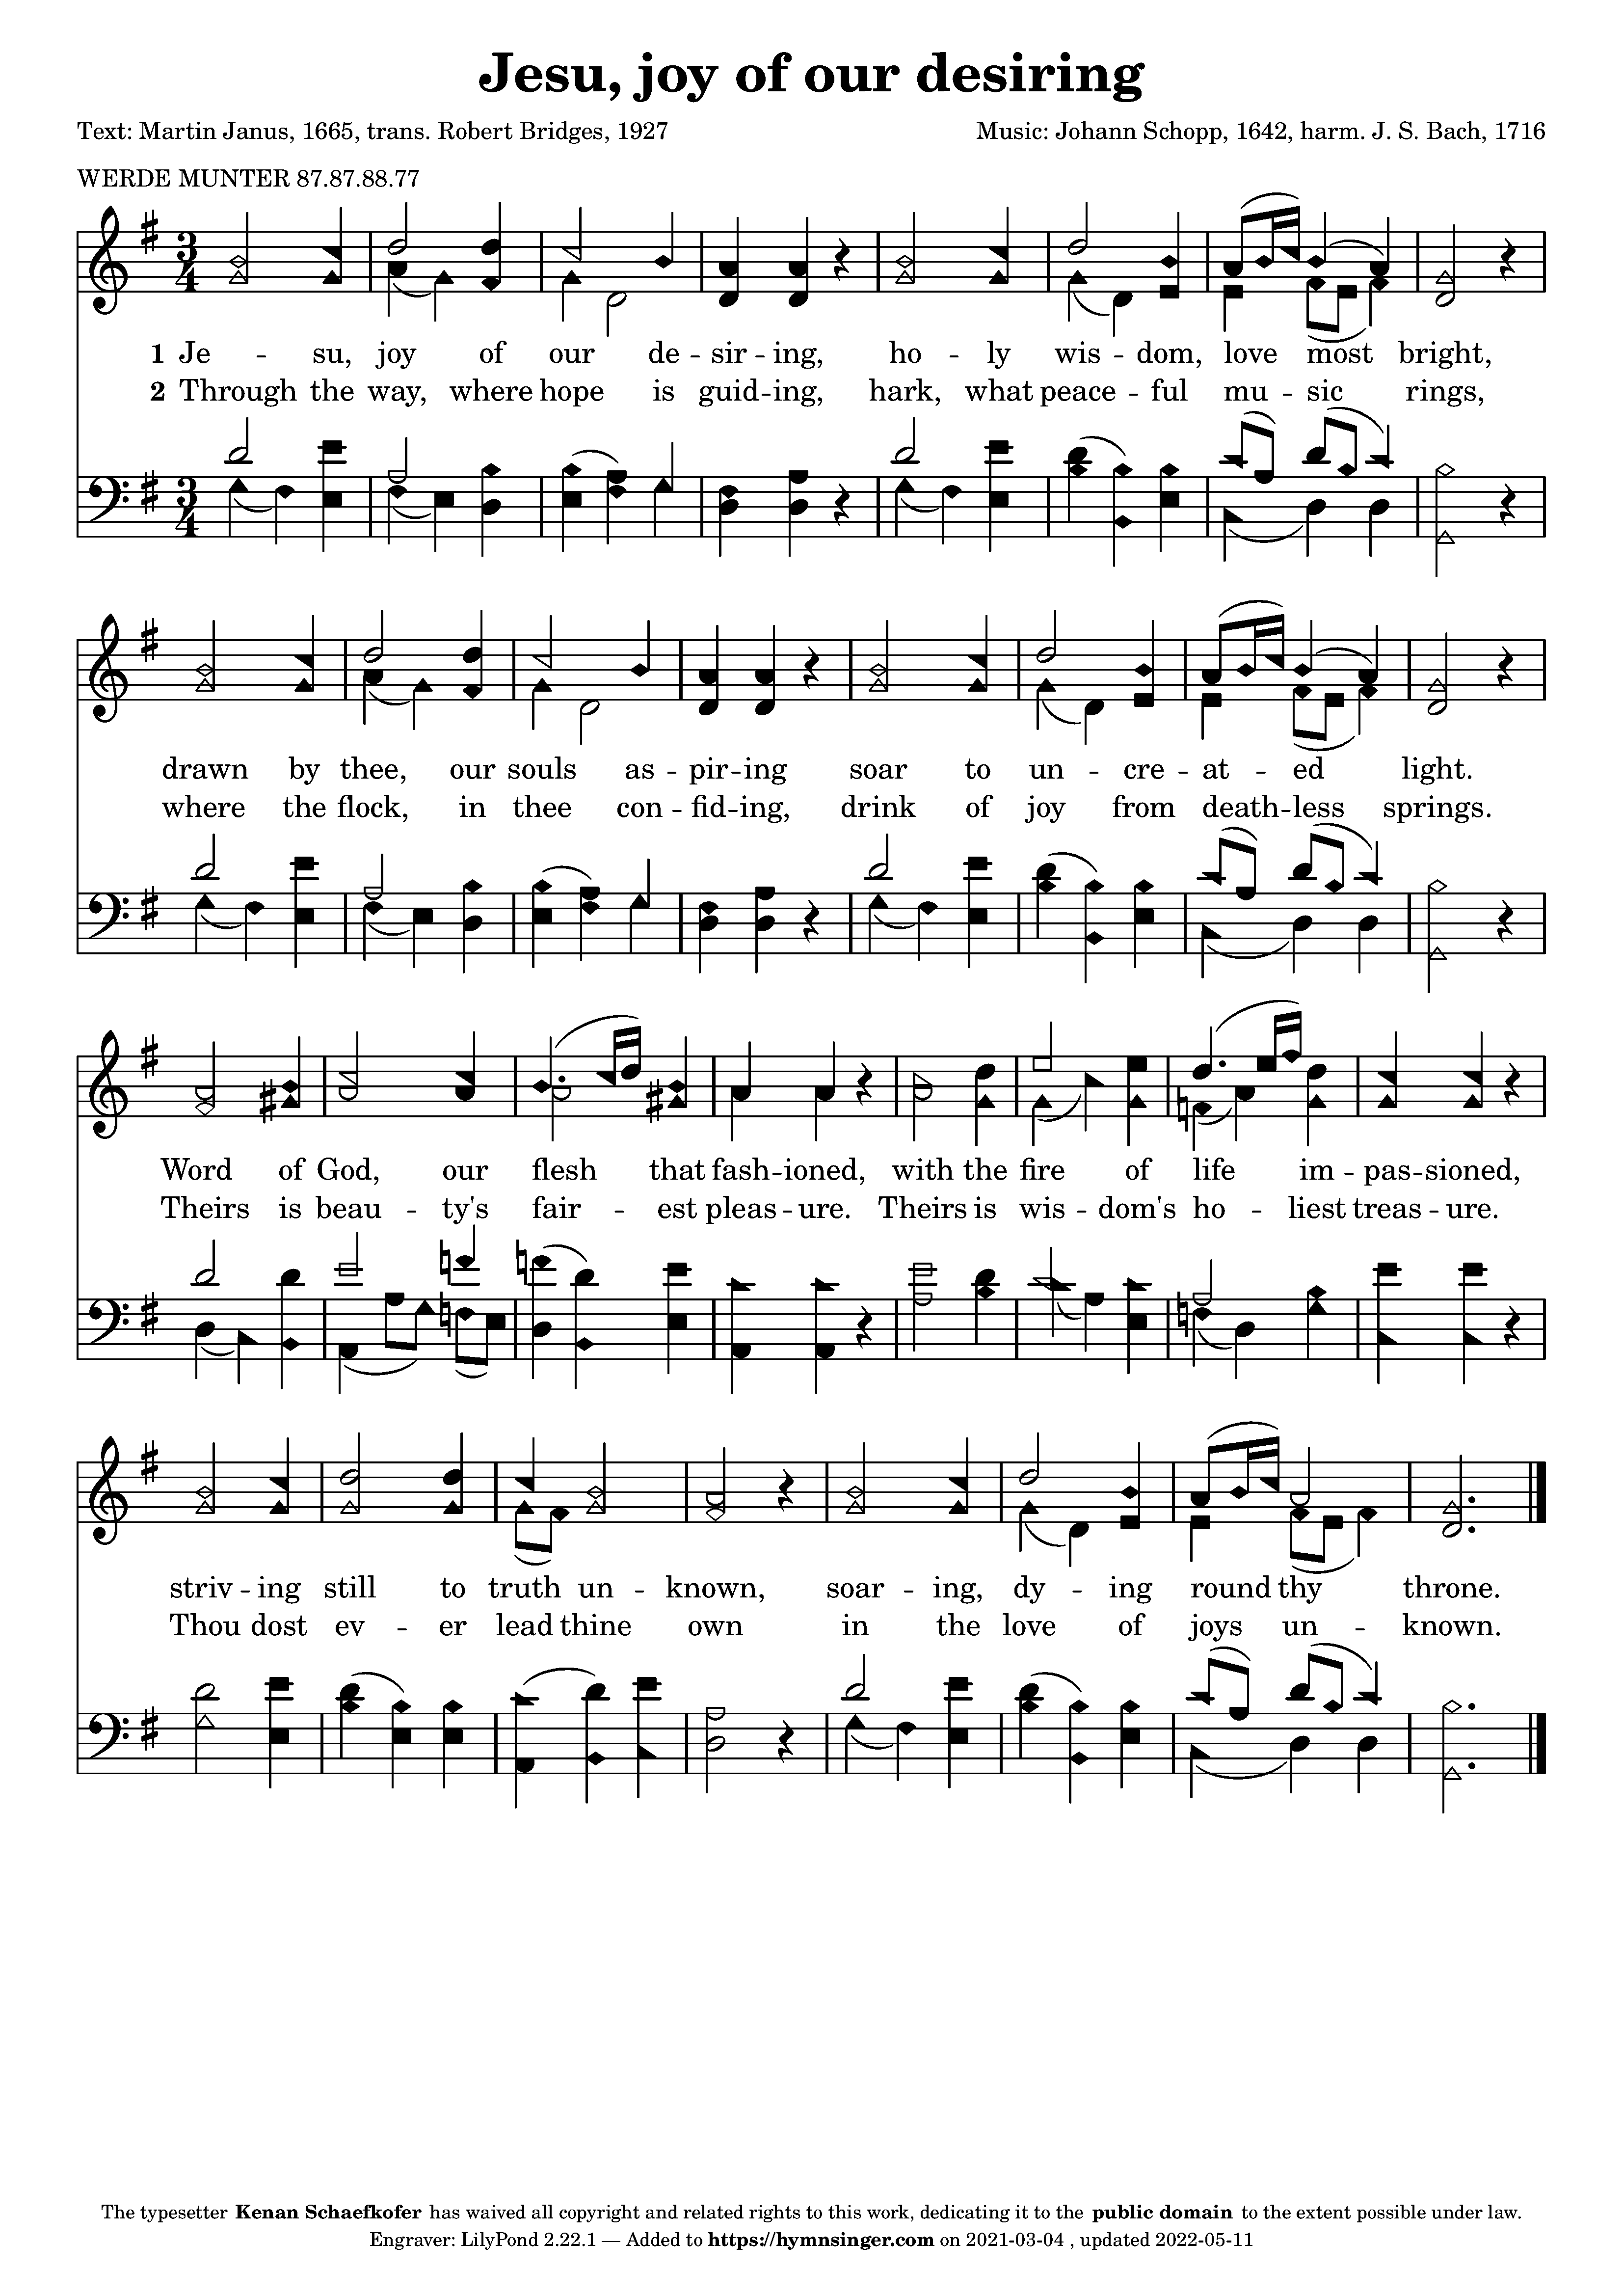 Jesu, joy of our desiring
Text: Martin Janus, 1665, trans. Robert Bridges, 1927
Music: Johann Schopp, 1642, harm. J. S. Bach, 1716
WERDE MUNTER 87.87.88.77
3 4
1 Je - su, joy of our de - sir - ing, ho - ly wis - dom, love most bright,
2 Through the way, where hope is guid - ing, hark, what peace - ful mu - sic rings,
3 4
drawn by thee, our souls as - pir - ing soar to un - cre - at - ed light.
where the flock, in thee con - fid - ing, drink of joy from death - less springs.
Word of God, our flesh that fash - ioned, with the fire of life im - pas - sioned,
Theirs is beau - ty's fair - est pleas - ure. Theirs is wis - dom's ho - liest treas - ure.
striv - ing still to truth un - known, soar - ing, dy - ing round thy throne.
Thou dost ev - er lead thine own in the love of joys un - known.
The typesetter Kenan Schaefkofer has waived all copyright and related rights to this work, dedicating it to the public domain to the extent possible under law.
Engraver: LilyPond 2.22.1 — Added to https://hymnsinger.com on 2021-03-04 , updated 2022-05-11